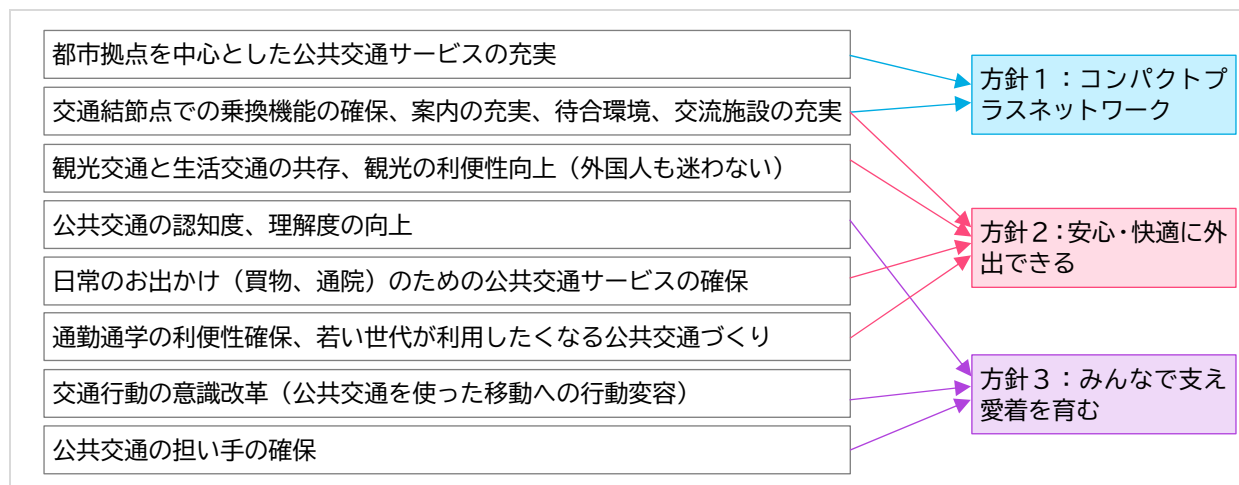 都市拠点を中心とした公共交通サービスの充実
交通結節点での乗換機能の確保、案内の充実、待合環境、交流施設の充実
観光交通と生活交通の共存、観光の利便性向上（外国人も迷わない）
公共交通の認知度、理解度の向上
日常のお出かけ（買物、通院）のための公共交通サービスの確保
通勤通学の利便性確保、若い世代が利用したくなる公共交通づくり
交通行動の意識改革（公共交通を使った移動への行動変容）
公共交通の担い手の確保
方針１：コンパクトプ
ラスネットワーク
方針２：安心・快適に外
出できる
方針３：みんなで支え
愛着を育む